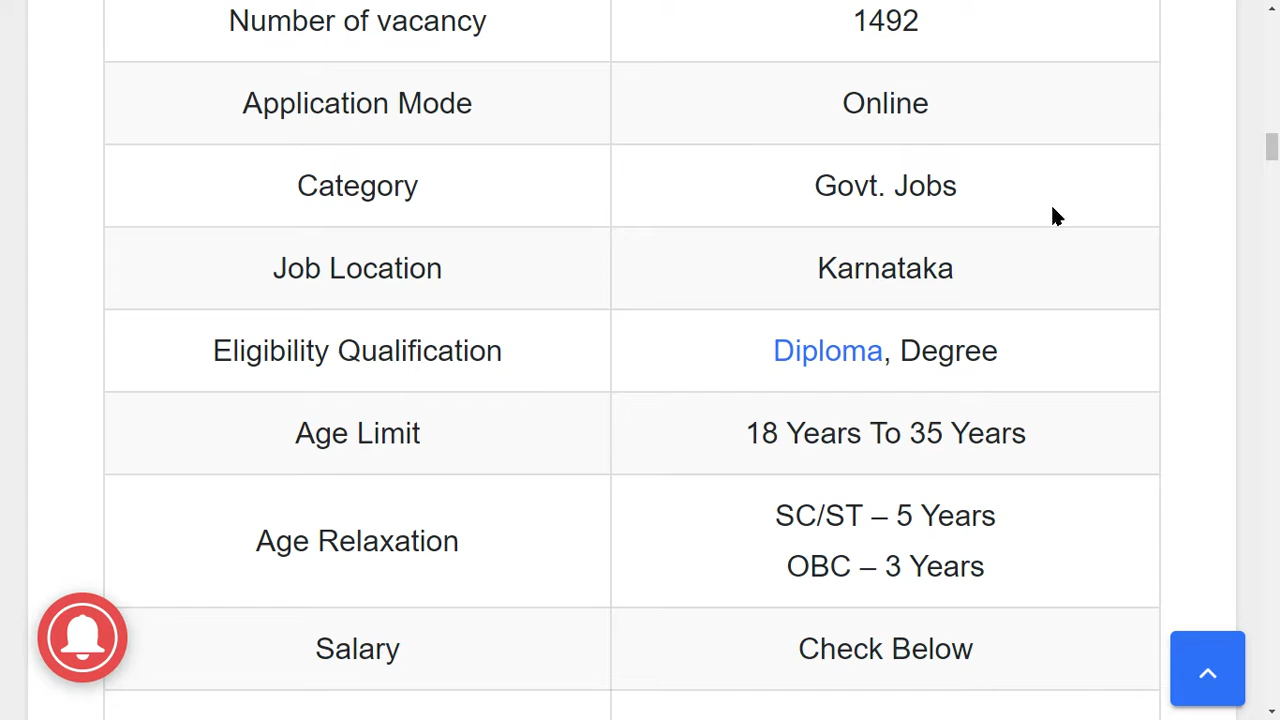 Number of vacancy 1492
Application Mode Online
Category Govt. Jobs
Job Location Karnataka
Eligibility Qualification Diploma, Degree
Age Limit 18 Years To 35 Years
Age Relaxation SC/ST – 5 Years
OBC – 3 Years
Salary Check Below